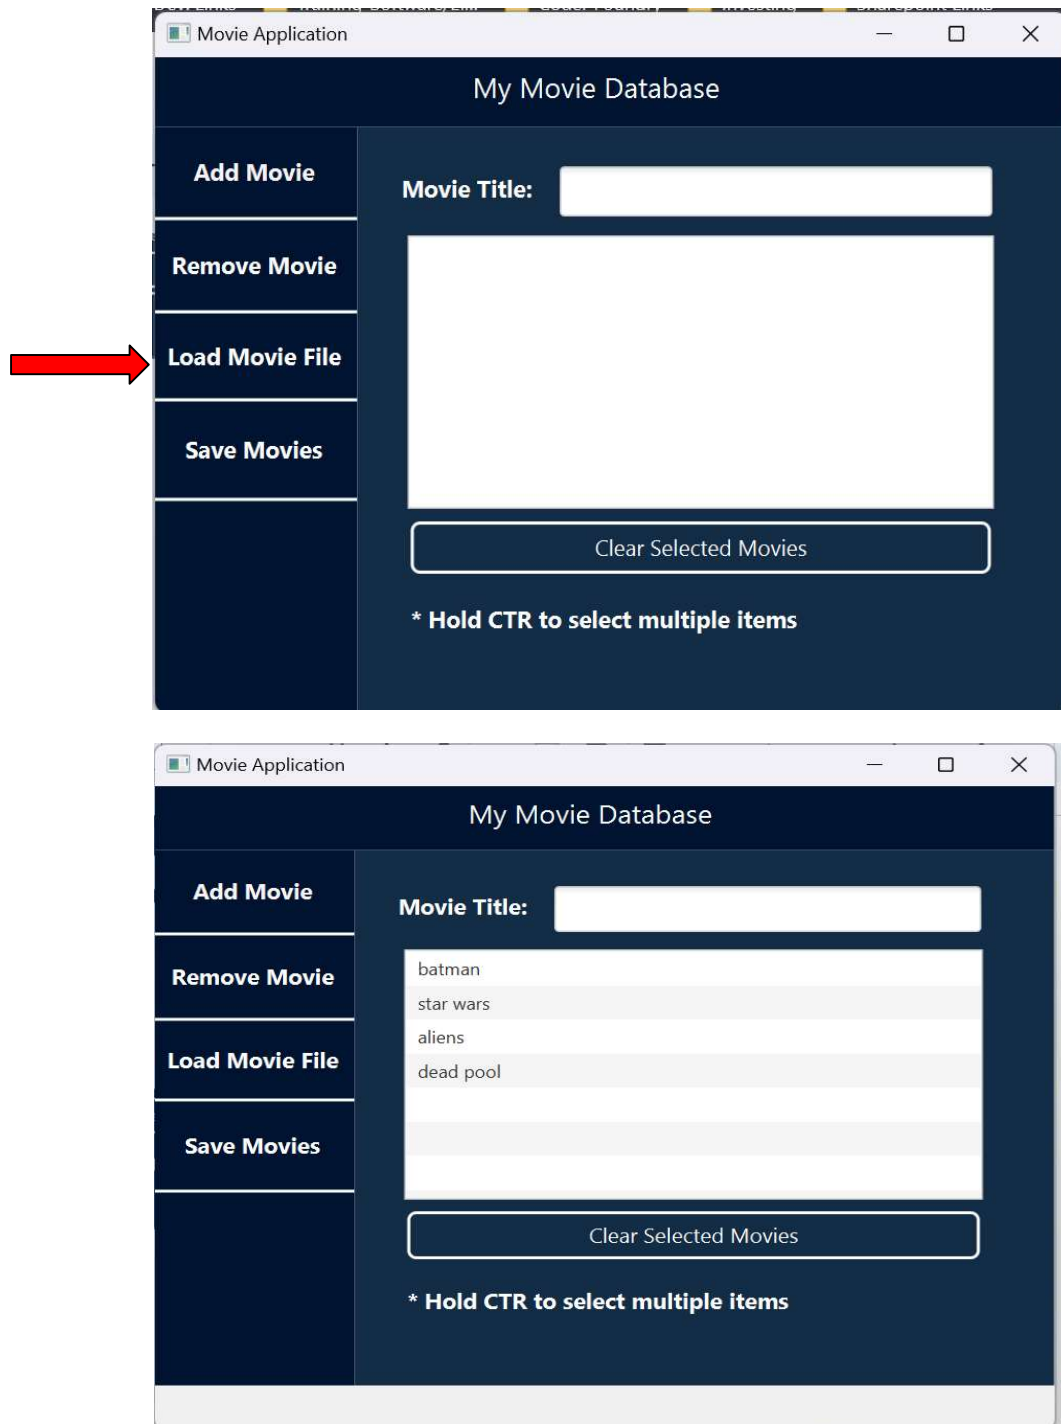 Movie Application
My Movie Database
Add Movie
Movie Title:
Remove Movie
Load Movie File
Save Movies
Clear Selected Movies
* Hold CTR to select multiple items
Movie Application
My Movie Database
Add Movie
Movie Title:
Remove Movie
batman
star wars
aliens
dead pool
Load Movie File
Save Movies
Clear Selected Movies
* Hold CTR to select multiple items